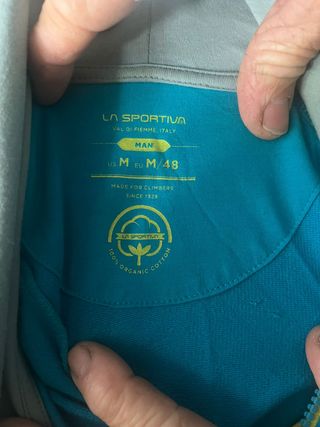 LA SPORTIVA
VAL DI FIEMME, ITALY
MAN
US M EU M/48
MADE FOR CLIMBERS
SINCE 1928
LA SPORTIVA
100% ORGANIC COTTON